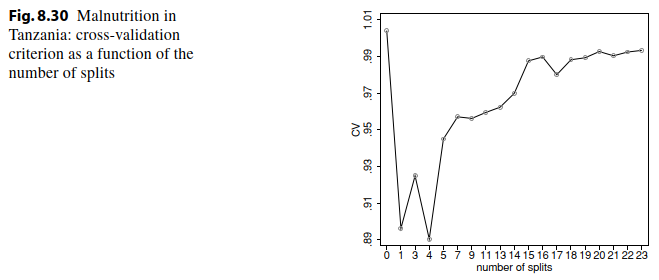 Fig. 8.30 Malnutrition in
Tanzania: cross-validation
criterion as a function of the
number of splits
1.01
.99
.97
.95
.93
.91
.89
CV
0 1 3 4 5 7 9 11 13 14 15 16 17 18 19 20 21 22 23
number of splits